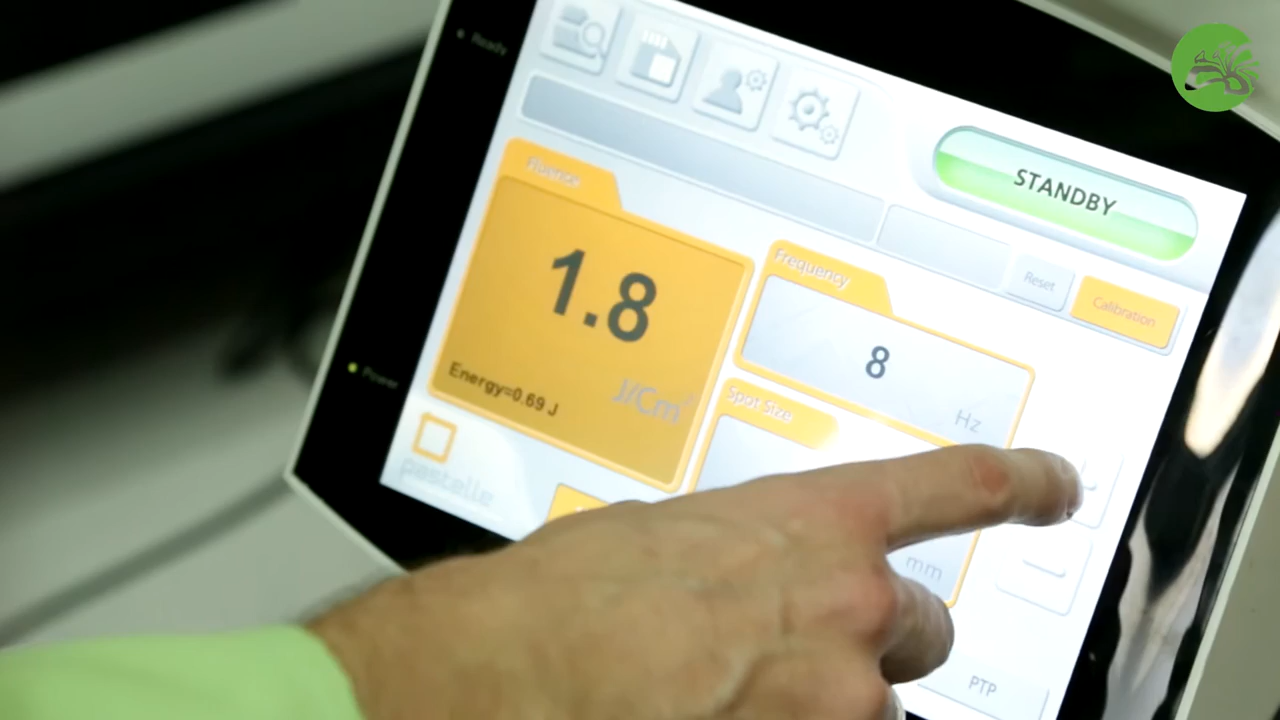 Ready
STANDBY
Fluence
1.8
Energy=0.69 J
J/Cm²
Frequency
8
Hz
Reset
Calibration
Power
Spot Size
mm
pastelle
PTP